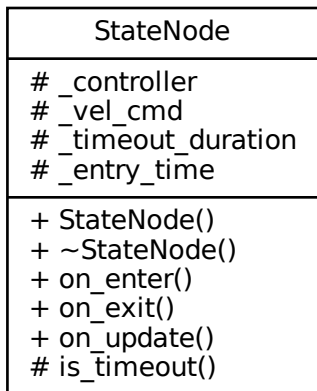 StateNode
# _controller
# _vel_cmd
# _timeout_duration
# _entry_time
+ StateNode()
+ ~StateNode()
+ on_enter()
+ on_exit()
+ on_update()
# is_timeout()